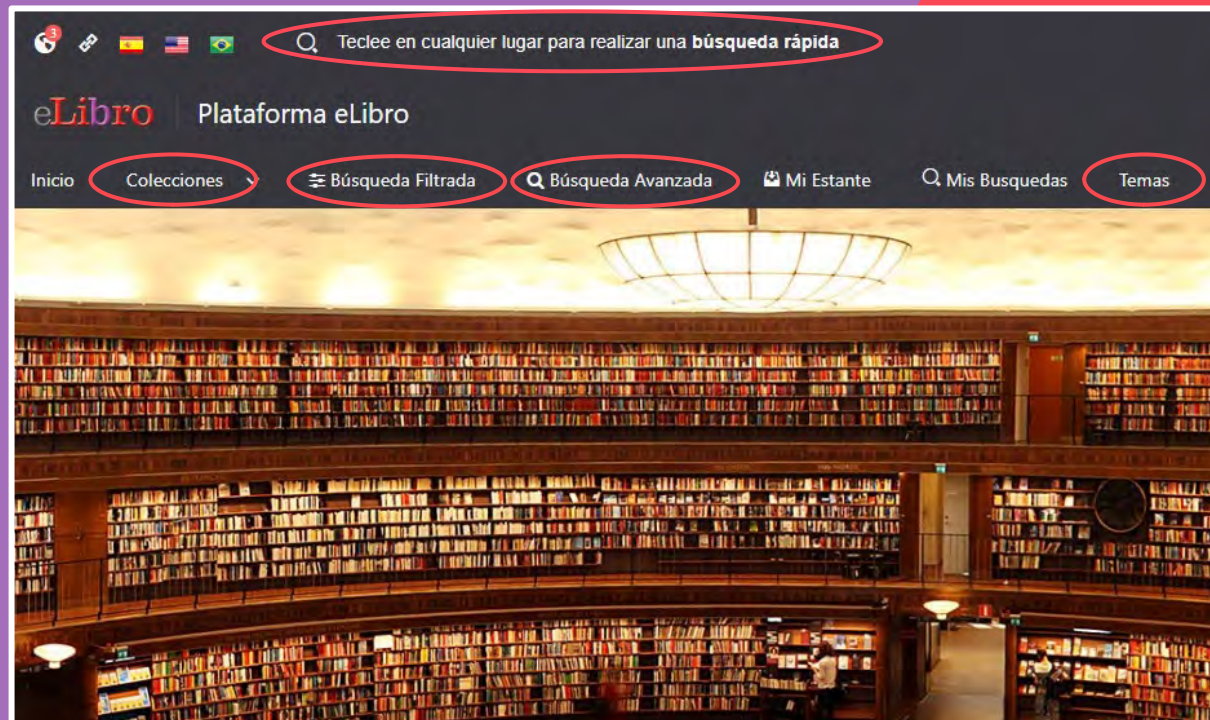 3
Teclee en cualquier lugar para realizar una búsqueda rápida
eLibro Plataforma eLibro
Inicio Colecciones Búsqueda Filtrada Búsqueda Avanzada Mi Estante Mis Busquedas Temas